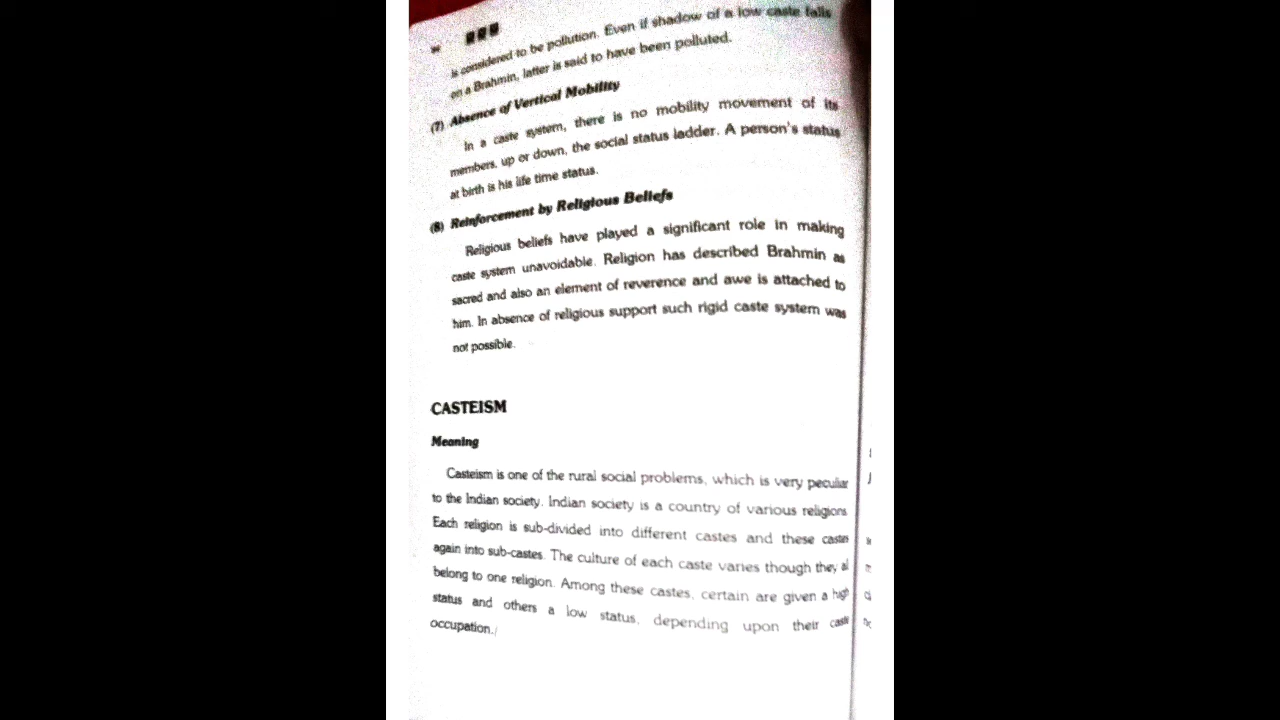 is considered to be pollution. Even if shadow of a low caste falls
on a Brahmin, latter is said to have been polluted.
(7) Absence of Vertical Mobility
In a caste system, there is no mobility movement of its
members, up or down, the social status ladder. A person's status
at birth is his life time status.
(8) Reinforcement by Religious Beliefs
Religious beliefs have played a significant role in making
caste system unavoidable. Religion has described Brahmin as
sacred and also an element of reverence and awe is attached to
him. In absence of religious support such rigid caste system was
not possible.
CASTEISM
Meaning
Casteism is one of the rural social problems, which is very peculiar
to the Indian society. Indian society is a country of various religions.
Each religion is sub-divided into different castes and these castes
again into sub-castes. The culture of each caste varies though they all
belong to one religion. Among these castes, certain are given a high
status and others a low status, depending upon their caste
occupation.